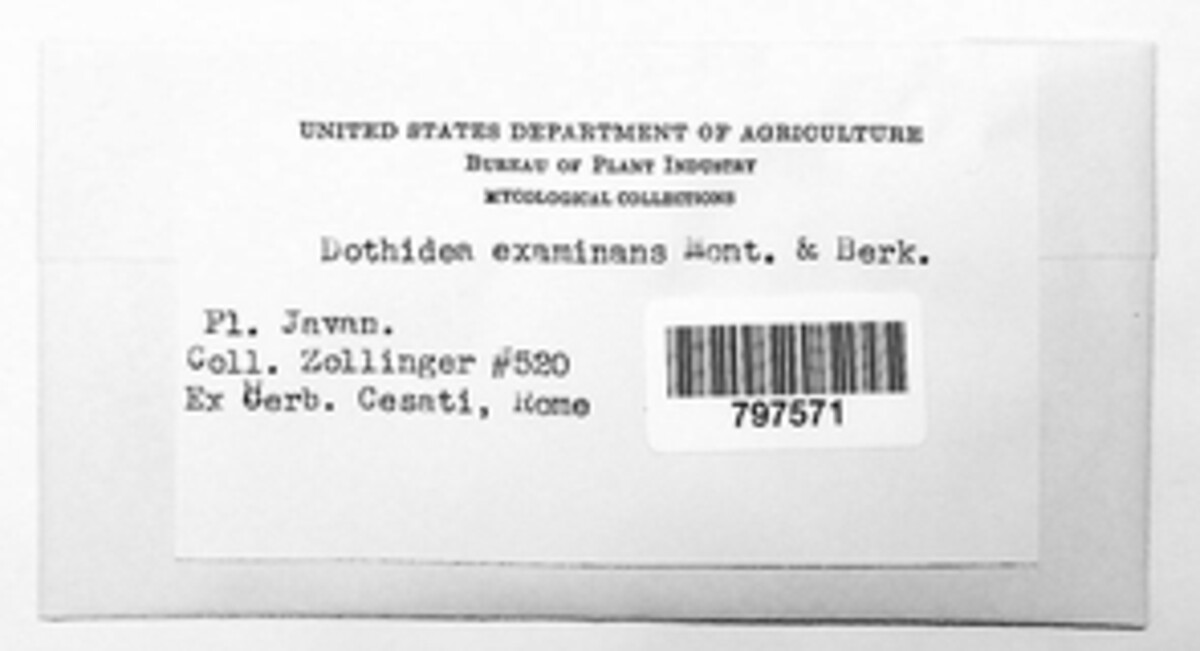 UNITED STATES DEPARTMENT OF AGRICULTURE
BUREAU OF PLANT INDUSTRY
MYCOLOGICAL COLLECTIONS
Dothidea examinans Mont. & Berk.
Pl. Javan.
Coll. Zollinger #520
Ex Herb. Cesati, Rome
797571